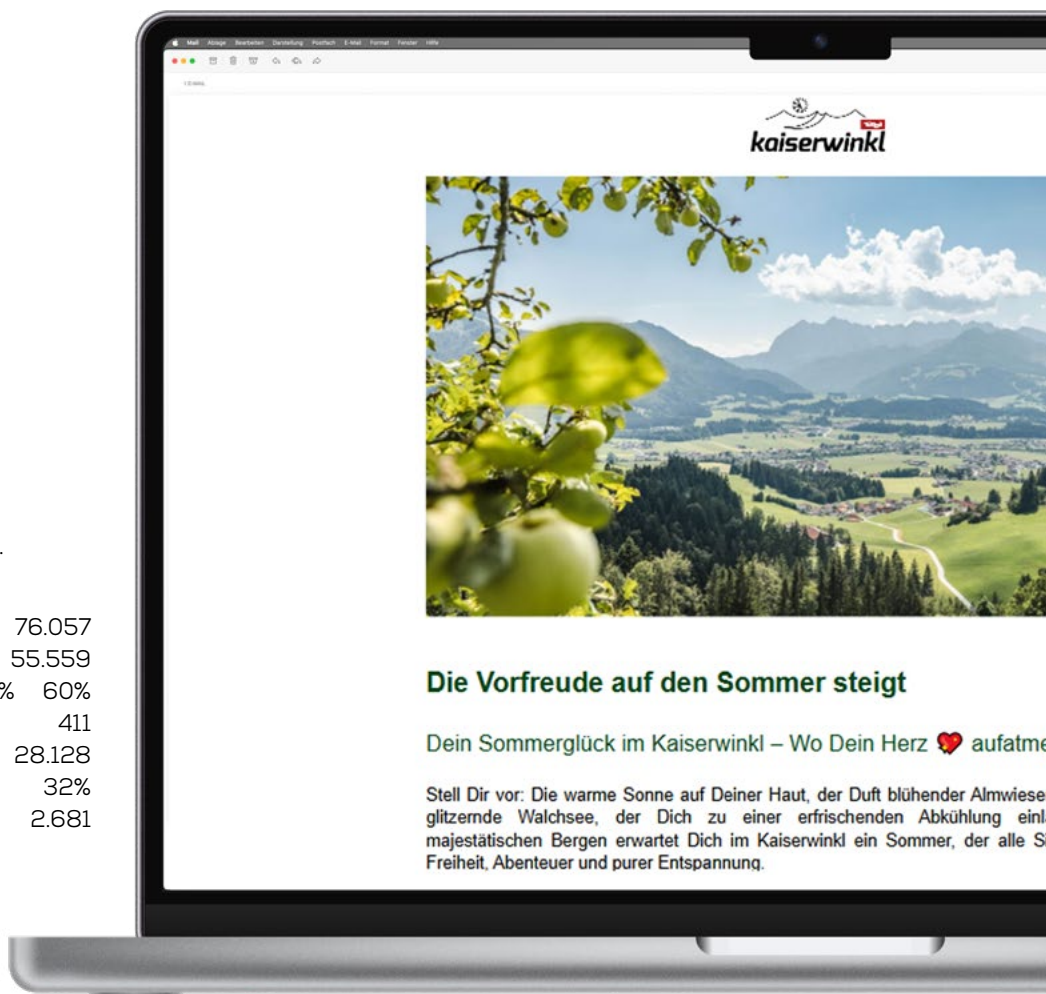 Mail Ablage Bearbeiten Darstellung Postfach E-Mail Format Fenster Hilfe
kaiserwinkl
76.057
55.559
% 60%
411
28.128
32%
2.681
Die Vorfreude auf den Sommer steigt
Dein Sommerglück im Kaiserwinkl – Wo Dein Herz 💖 aufatme
Stell Dir vor: Die warme Sonne auf Deiner Haut, der Duft blühender Almwiese
glitzernde Walchsee, der Dich zu einer erfrischenden Abkühlung einl
majestätischen Bergen erwartet Dich im Kaiserwinkl ein Sommer, der alle Si
Freiheit, Abenteuer und purer Entspannung.